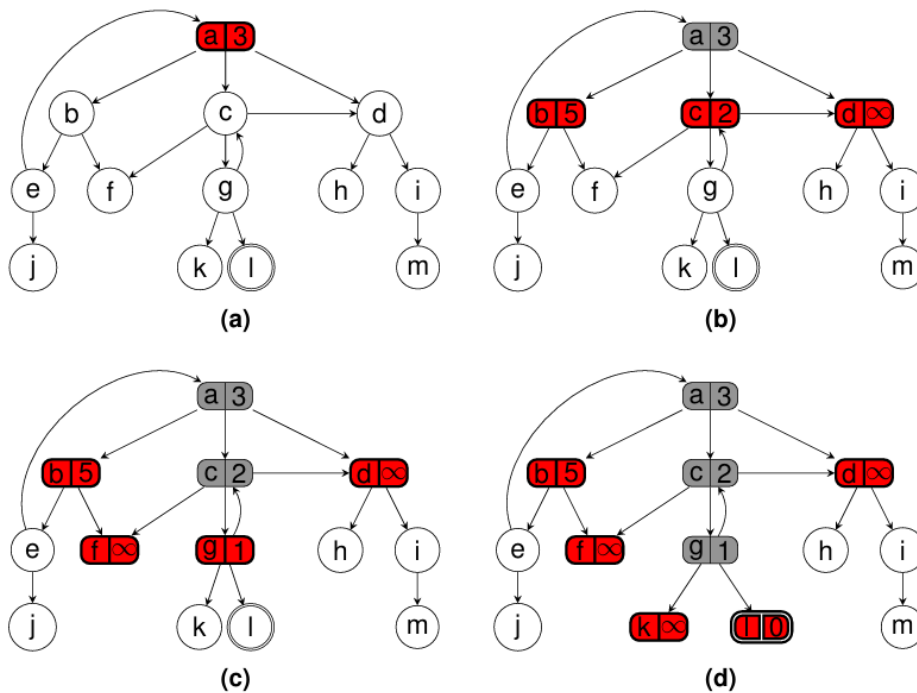 a 3 a 3
b c d b 5 c 2 d ∞
e f g h i e f g h i
j k l m j k l m
(a) (b)
a 3 a 3
b 5 c 2 d ∞ b 5 c 2 d ∞
e f ∞ g 1 h i e f ∞ g 1 h i
j k l m j k ∞ l 0 m
(c) (d)